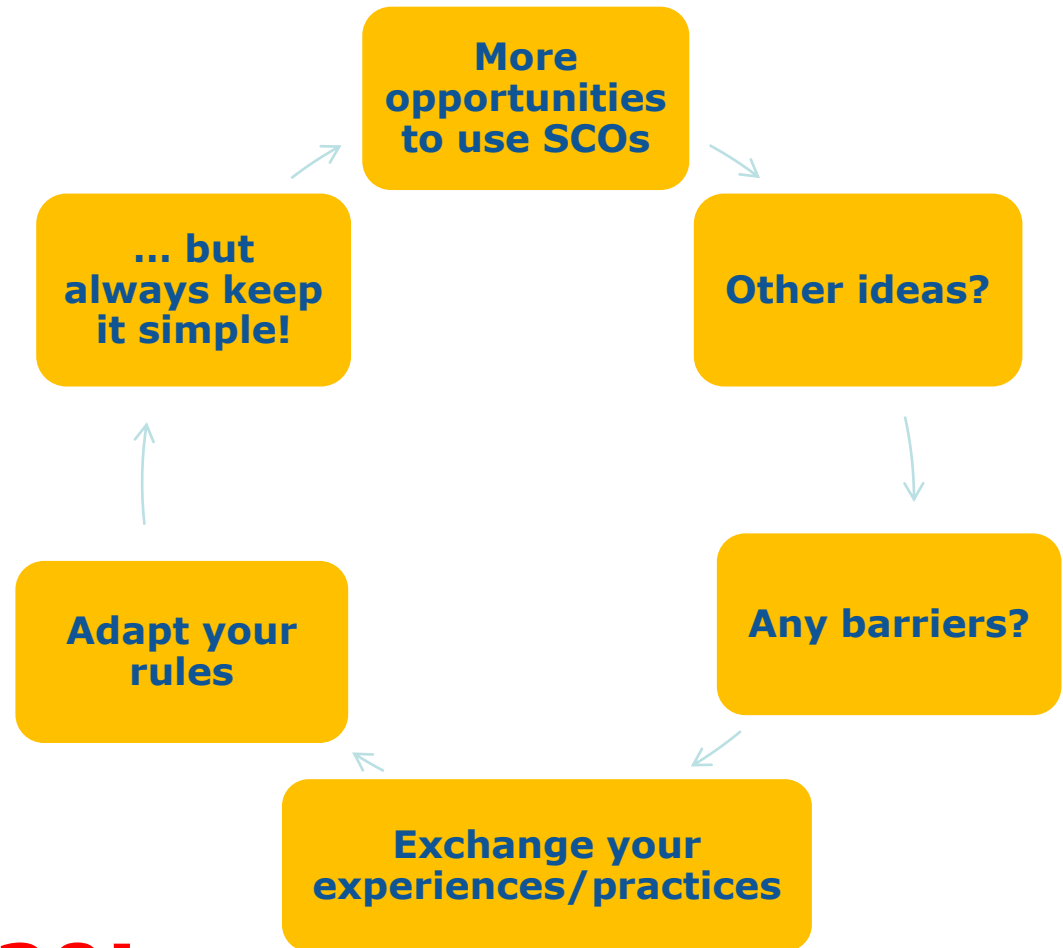 More
opportunities
to use SCOs
Other ideas?
Any barriers?
Exchange your
experiences/practices
Adapt your
rules
... but
always keep
it simple!